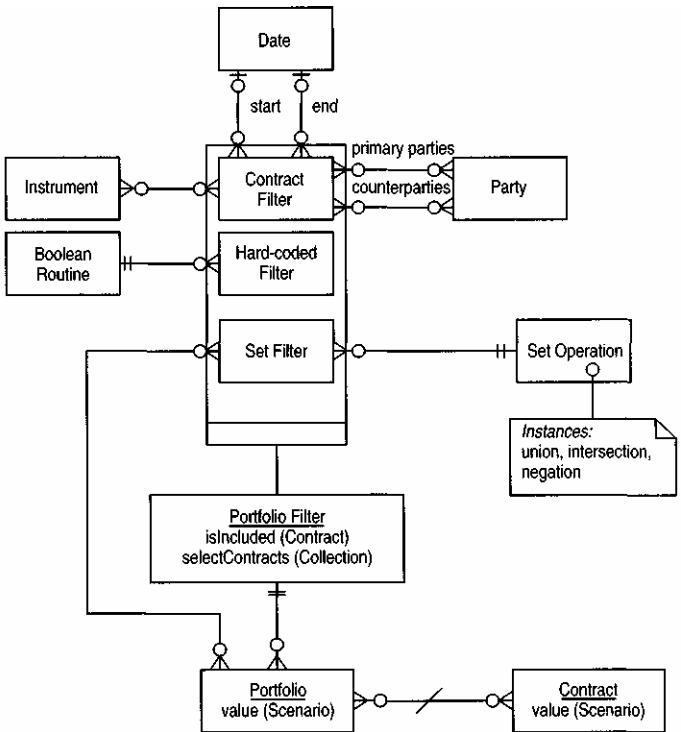 Date
start
end
primary parties
Instrument
Contract
Filter
counterparties
Party
Boolean
Routine
Hard-coded
Filter
Set Filter
Set Operation
Instances:
union, intersection,
negation
Portfolio Filter
isIncluded (Contract)
selectContracts (Collection)
Portfolio
value (Scenario)
Contract
value (Scenario)